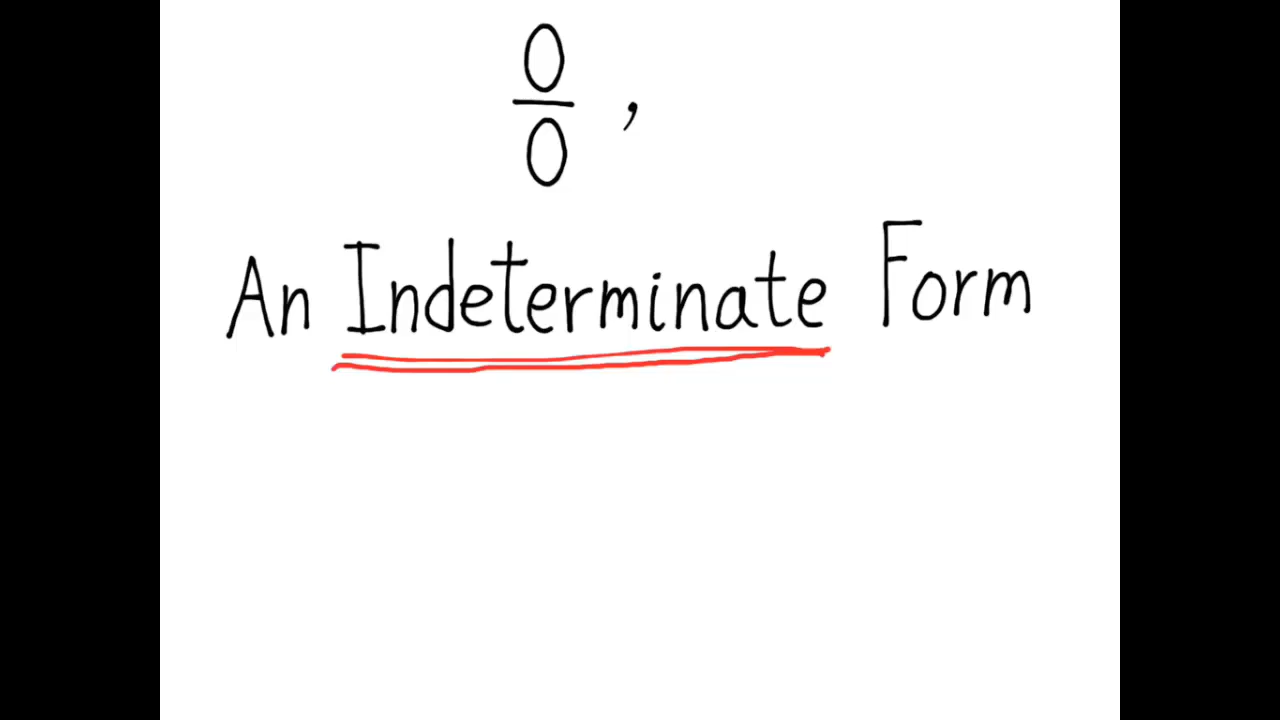 0/0 ,
An Indeterminate Form